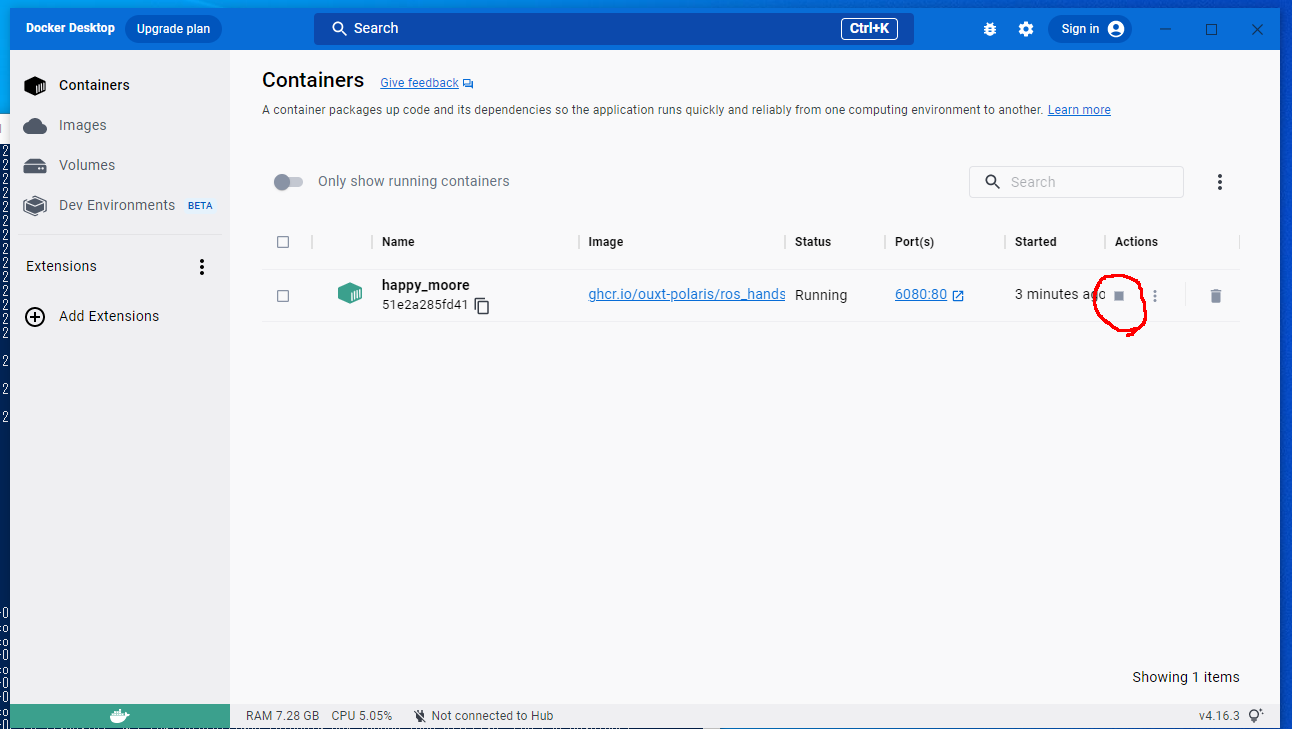 Docker Desktop
Upgrade plan
Search
Ctrl+K
Sign in
Containers
Images
Volumes
Dev Environments BETA
Extensions
Add Extensions
Containers Give feedback
A container packages up code and its dependencies so the application runs quickly and reliably from one computing environment to another. Learn more
Only show running containers
Search
Name Image Status Port(s) Started Actions
happy_moore
51e2a285fd41
ghcr.io/ouxt-polaris/ros_hands
Running
6080:80
3 minutes ago
Showing 1 items
RAM 7.28 GB CPU 5.05% Not connected to Hub
v4.16.3